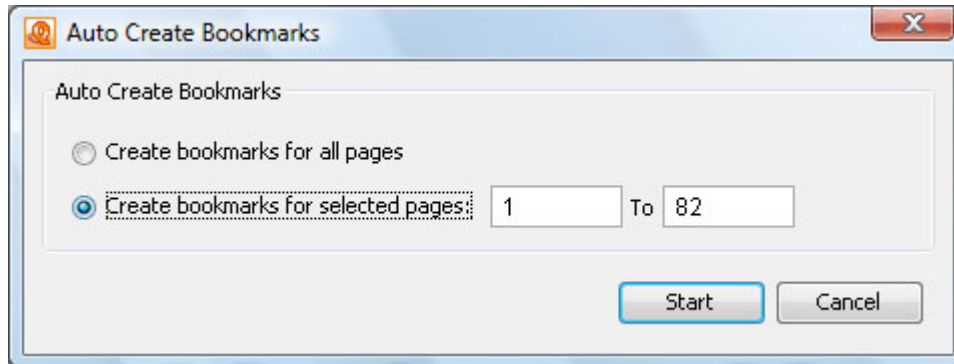 Auto Create Bookmarks
Auto Create Bookmarks
Create bookmarks for all pages
Create bookmarks for selected pages: 1 To 82
Start Cancel